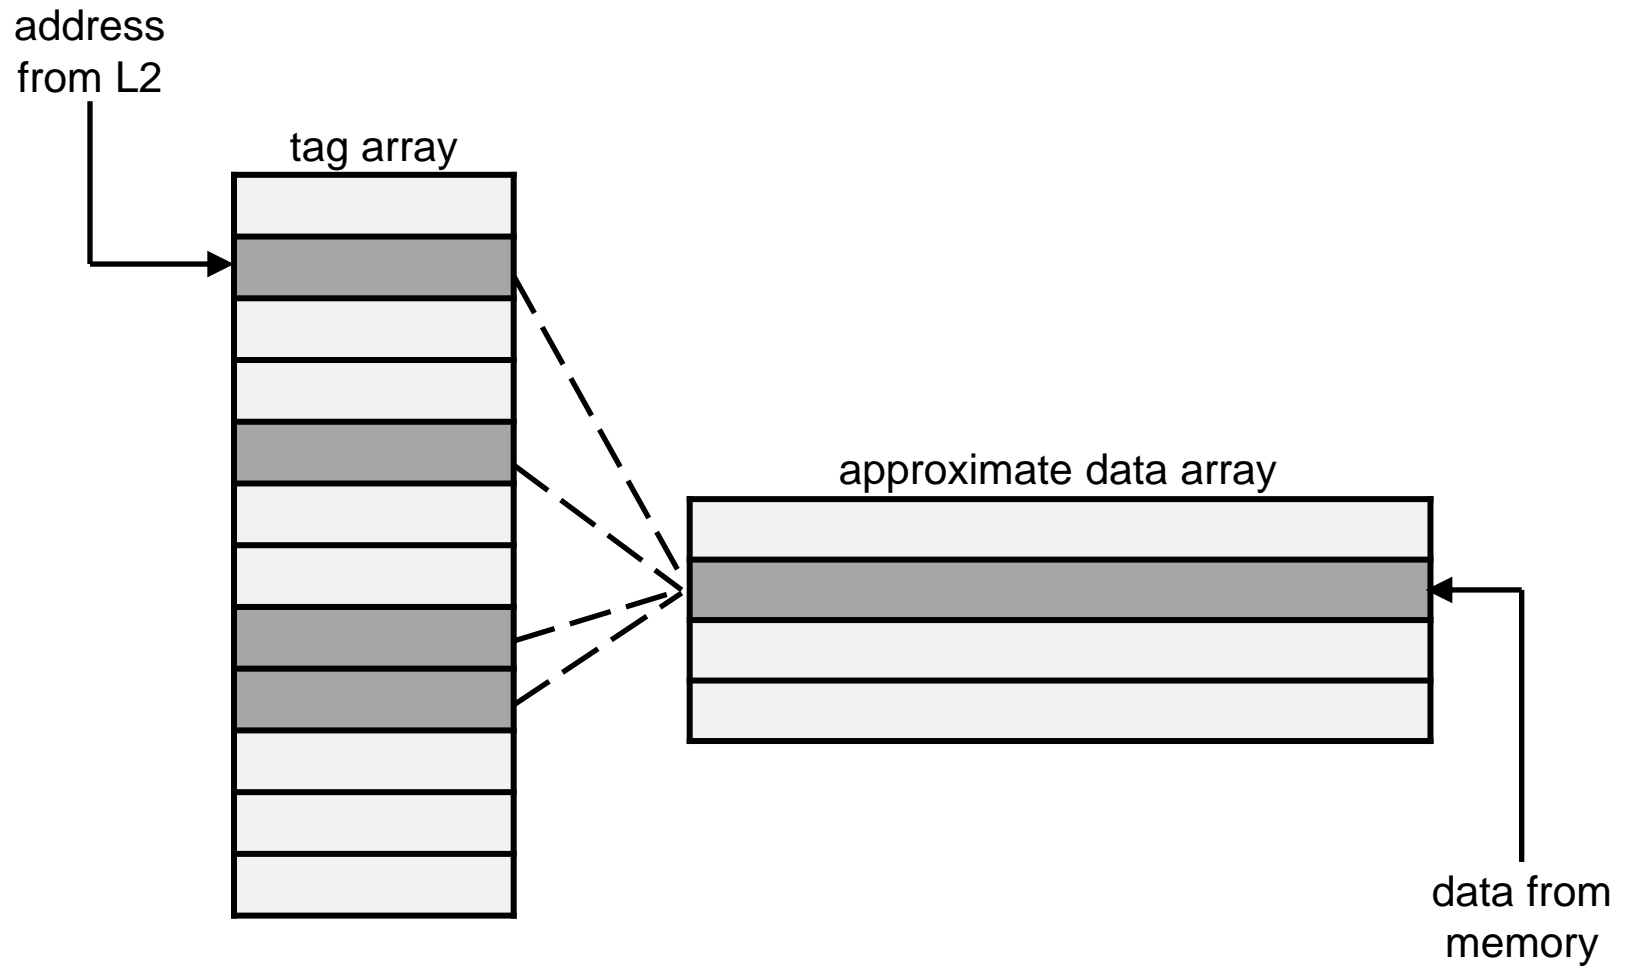 address
from L2
tag array
approximate data array
data from
memory